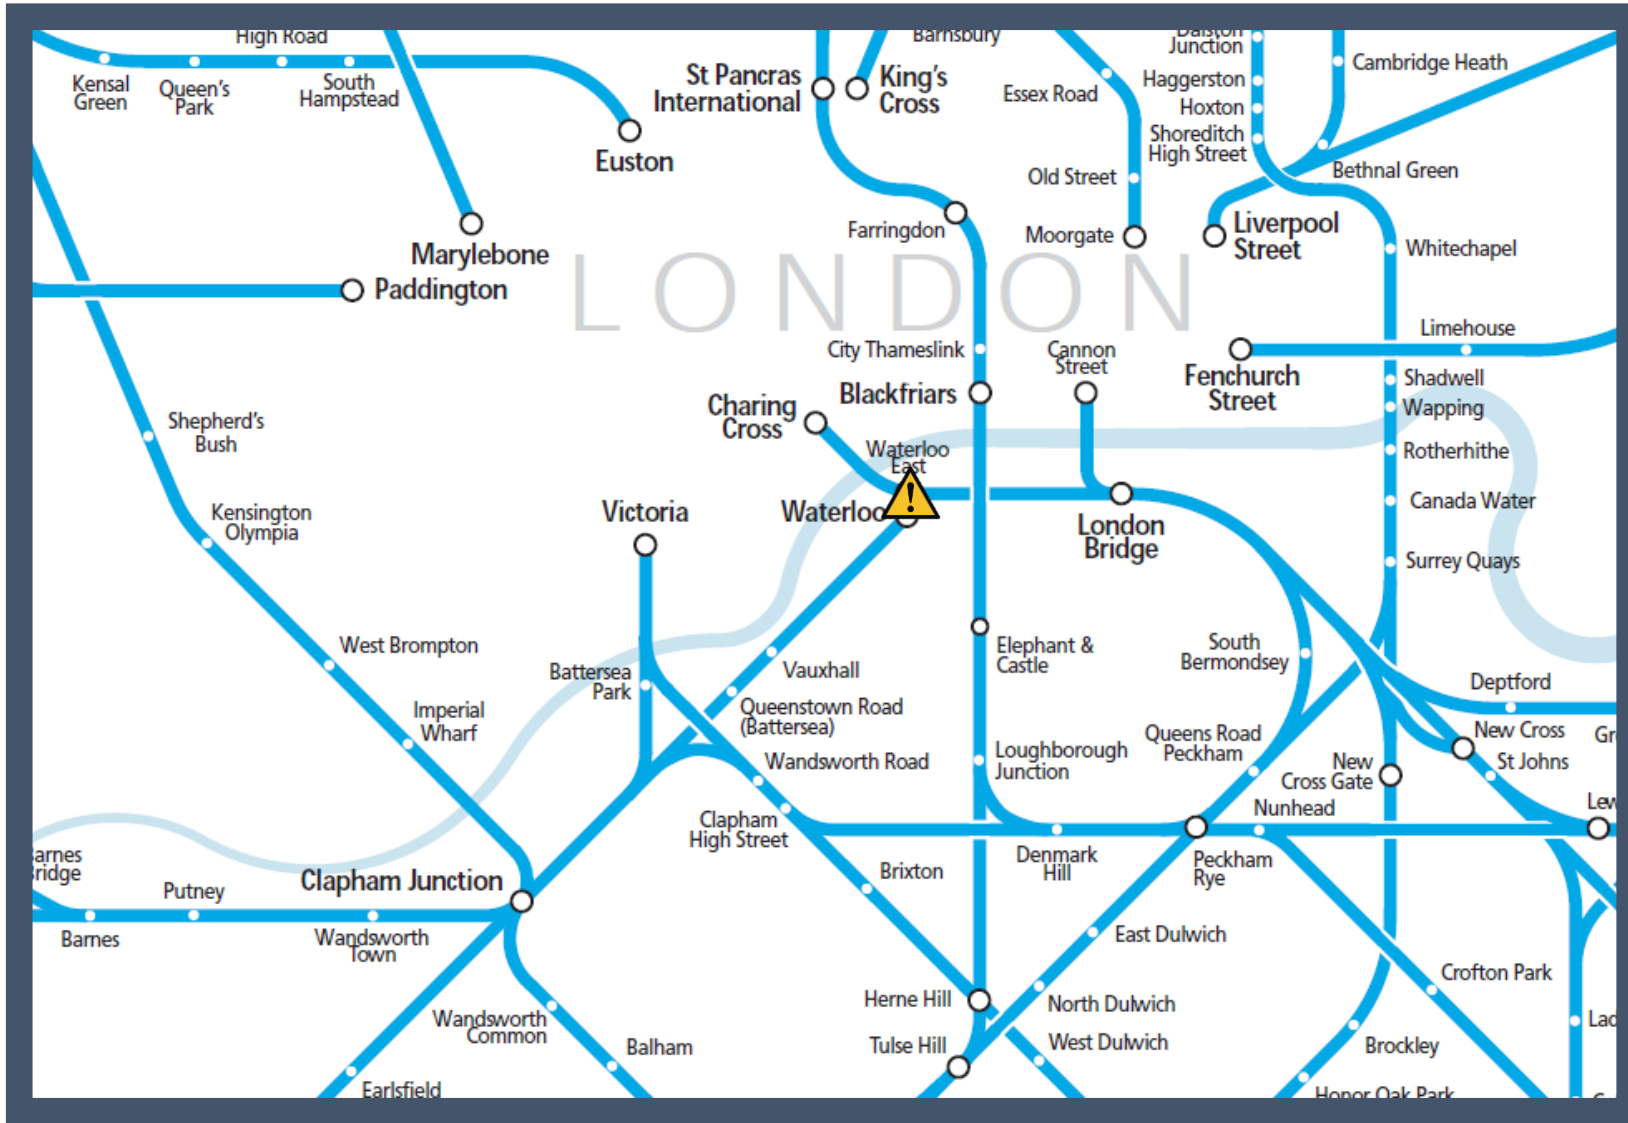 High Road
Barnsbury
Dalston
Junction
Kensal
Green
Queen's
Park
South
Hampstead
St Pancras
International
King's
Cross
Essex Road
Haggerston
Hoxton
Cambridge Heath
Shoreditch
High Street
Euston
Old Street
Bethnal Green
Farringdon
Moorgate
Liverpool
Street
Whitechapel
Marylebone
Paddington
LONDON
Limehouse
City Thameslink
Cannon
Street
Fenchurch
Street
Shadwell
Blackfriars
Charing
Cross
Wapping
Shepherd's
Bush
Waterloo
East
Rotherhithe
Kensington
Olympia
Victoria
Waterloo
!
London
Bridge
Canada Water
Surrey Quays
West Brompton
Battersea
Park
Vauxhall
Elephant &
Castle
South
Bermondsey
Deptford
Imperial
Wharf
Queenstown Road
(Battersea)
Wandsworth Road
Loughborough
Junction
Queens Road
Peckham
New
Cross Gate
New Cross
Gr
St Johns
Clapham
High Street
Nunhead
Lew
Barnes
Bridge
Putney
Clapham Junction
Brixton
Denmark
Hill
Peckham
Rye
Barnes
Wandsworth
Town
East Dulwich
Crofton Park
Wandsworth
Common
Balham
Herne Hill
North Dulwich
Tulse Hill
West Dulwich
Brockley
Lad
Earlsfield
Honor Oak Park